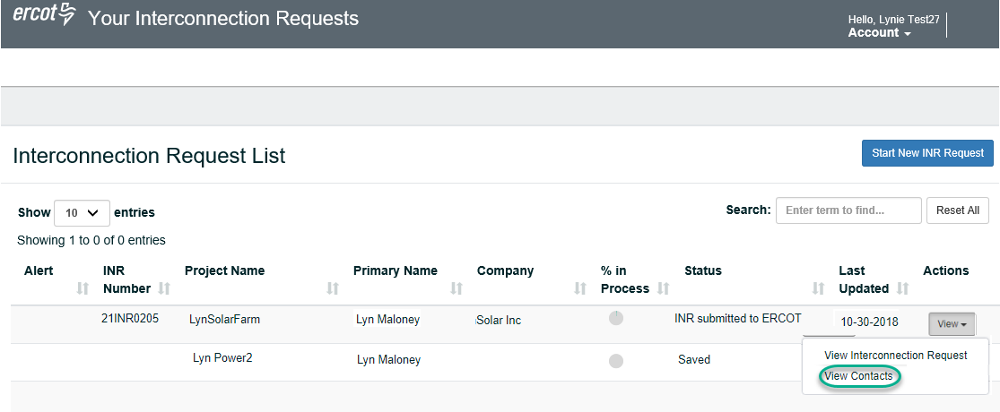 ercot Your Interconnection Requests
Hello, Lynie Test27
Account
Interconnection Request List
Start New INR Request
Show 10 entries
Search: Enter term to find... Reset All
Showing 1 to 0 of 0 entries
Alert INR Number Project Name Primary Name Company % in Process Status Last Updated Actions
21INR0205 LynSolarFarm Lyn Maloney Solar Inc INR submitted to ERCOT 10-30-2018 View
Lyn Power2 Lyn Maloney Saved
View Interconnection Request
View Contacts